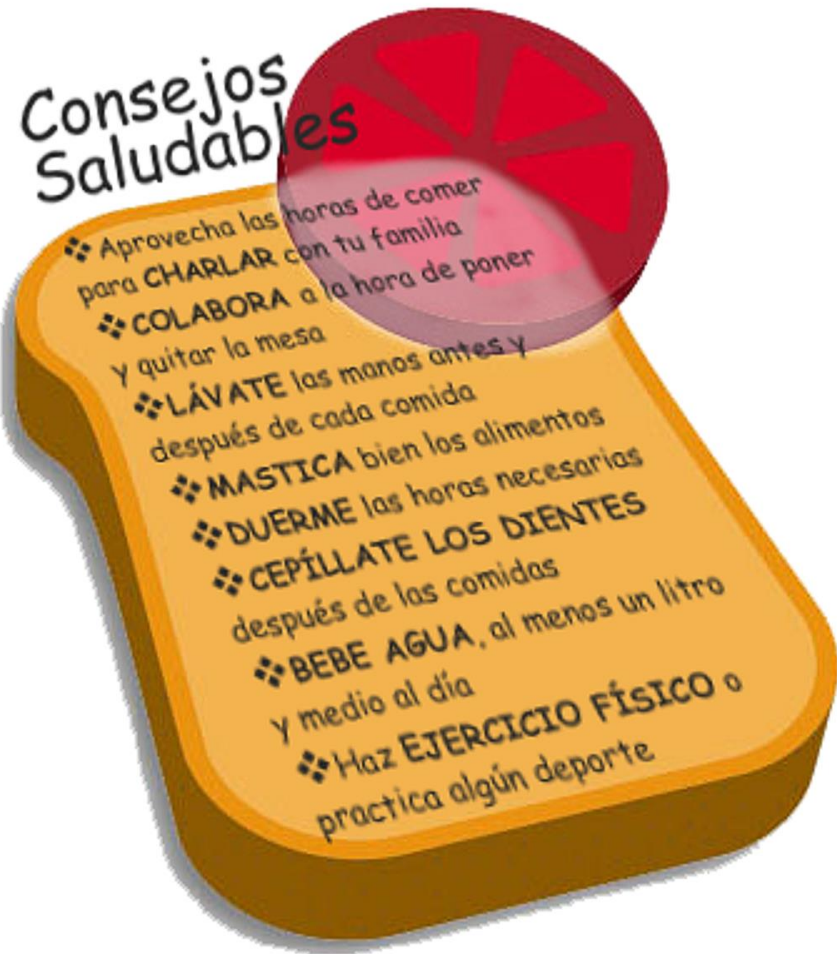 Consejos
Saludables
❖ Aprovecha las horas de comer
para CHARLAR con tu familia
❖ COLABORA a la hora de poner
y quitar la mesa
❖ LÁVATE las manos antes y
después de cada comida
❖ MASTICA bien los alimentos
❖ DUERME las horas necesarias
❖ CEPÍLLATE LOS DIENTES
después de las comidas
❖ BEBE AGUA, al menos un litro
y medio al día
❖ Haz EJERCICIO FÍSICO o
practica algún deporte